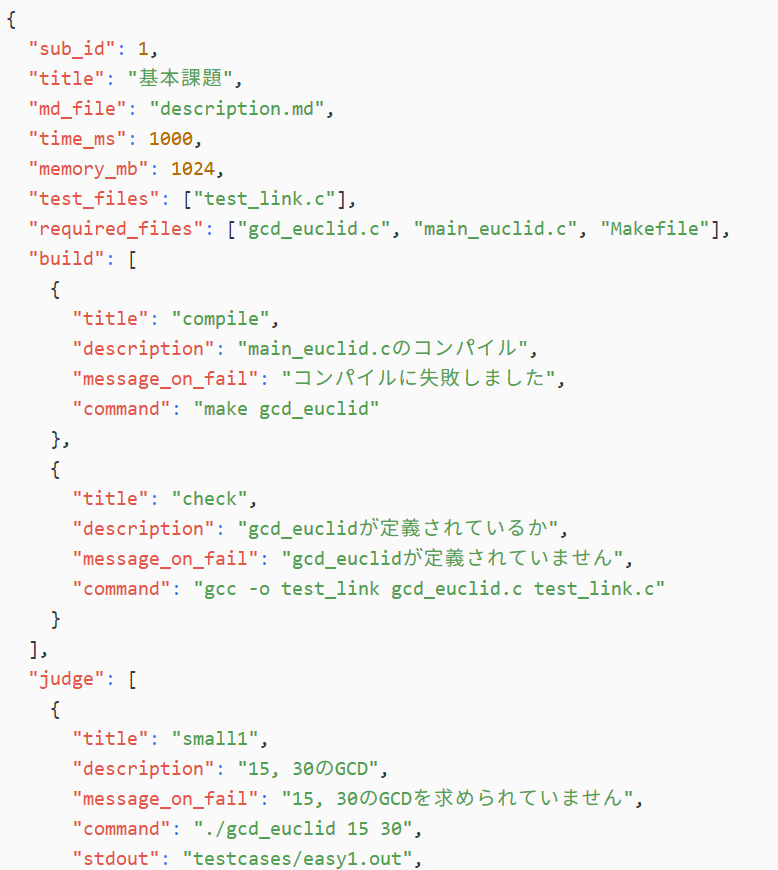 {
  "sub_id": 1,
  "title": "基本課題",
  "md_file": "description.md",
  "time_ms": 1000,
  "memory_mb": 1024,
  "test_files": ["test_link.c"],
  "required_files": ["gcd_euclid.c", "main_euclid.c", "Makefile"],
  "build": [
    {
      "title": "compile",
      "description": "main_euclid.cのコンパイル",
      "message_on_fail": "コンパイルに失敗しました",
      "command": "make gcd_euclid"
    },
    {
      "title": "check",
      "description": "gcd_euclidが定義されているか",
      "message_on_fail": "gcd_euclidが定義されていません",
      "command": "gcc -o test_link gcd_euclid.c test_link.c"
    }
  ],
  "judge": [
    {
      "title": "small1",
      "description": "15, 30のGCD",
      "message_on_fail": "15, 30のGCDを求められていません",
      "command": "./gcd_euclid 15 30",
      "stdout": "testcases/easy1.out",